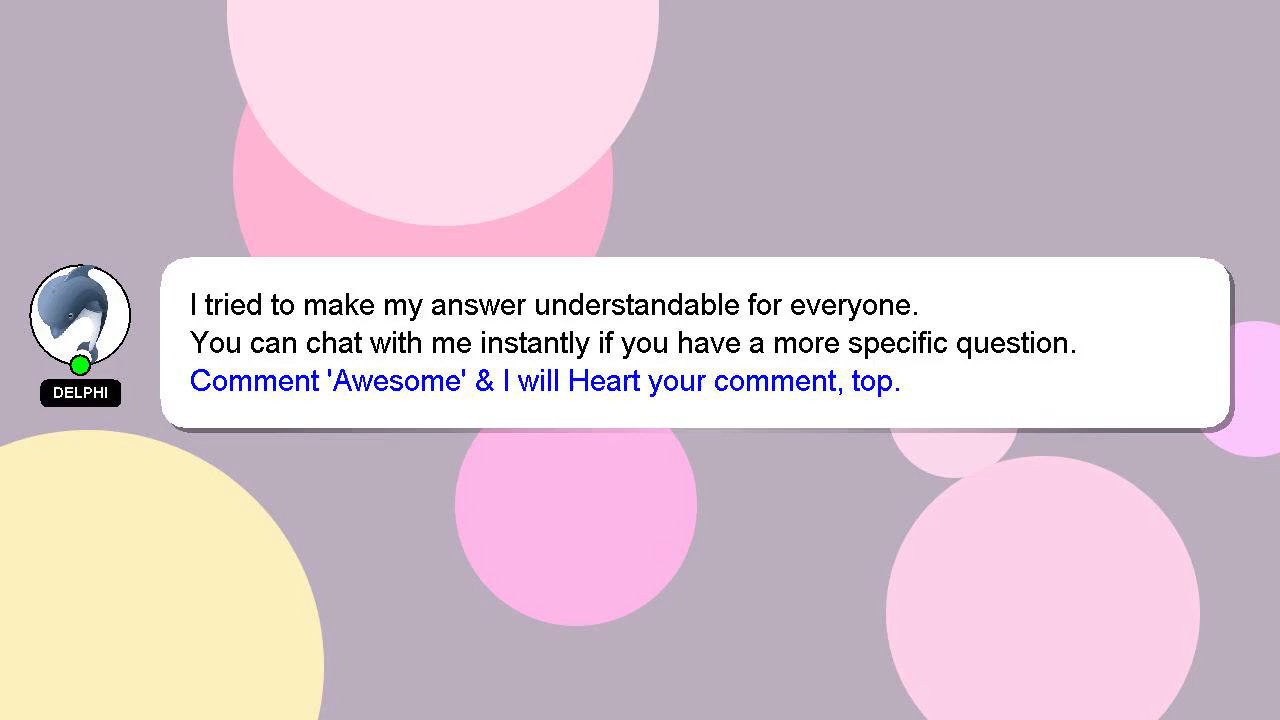 I tried to make my answer understandable for everyone.
You can chat with me instantly if you have a more specific question.
Comment 'Awesome' & I will Heart your comment, top.
DELPHI